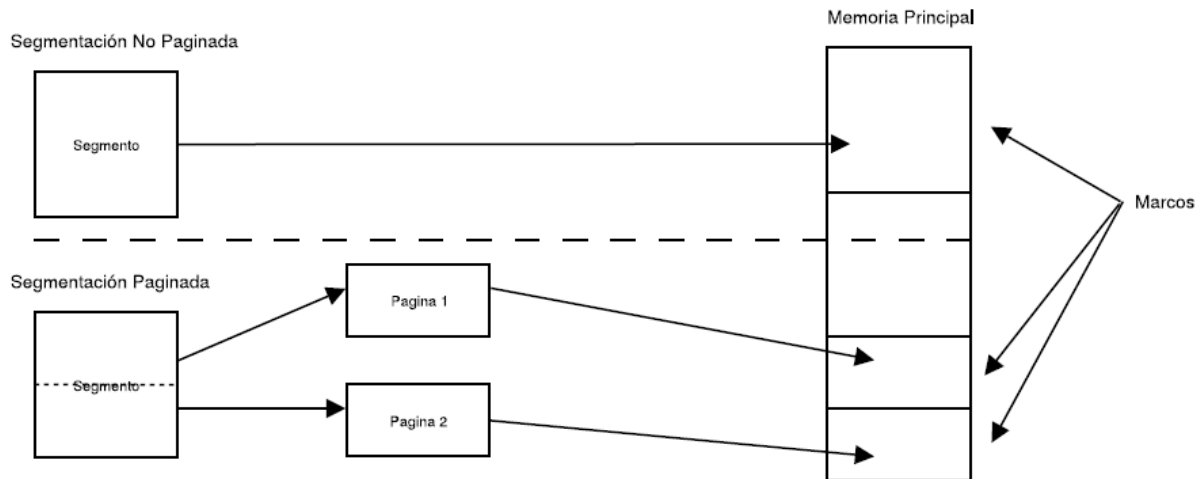 Memoria Principal
Segmentación No Paginada
Segmento
Marcos
Segmentación Paginada
Pagina 1
Segmento
Pagina 2